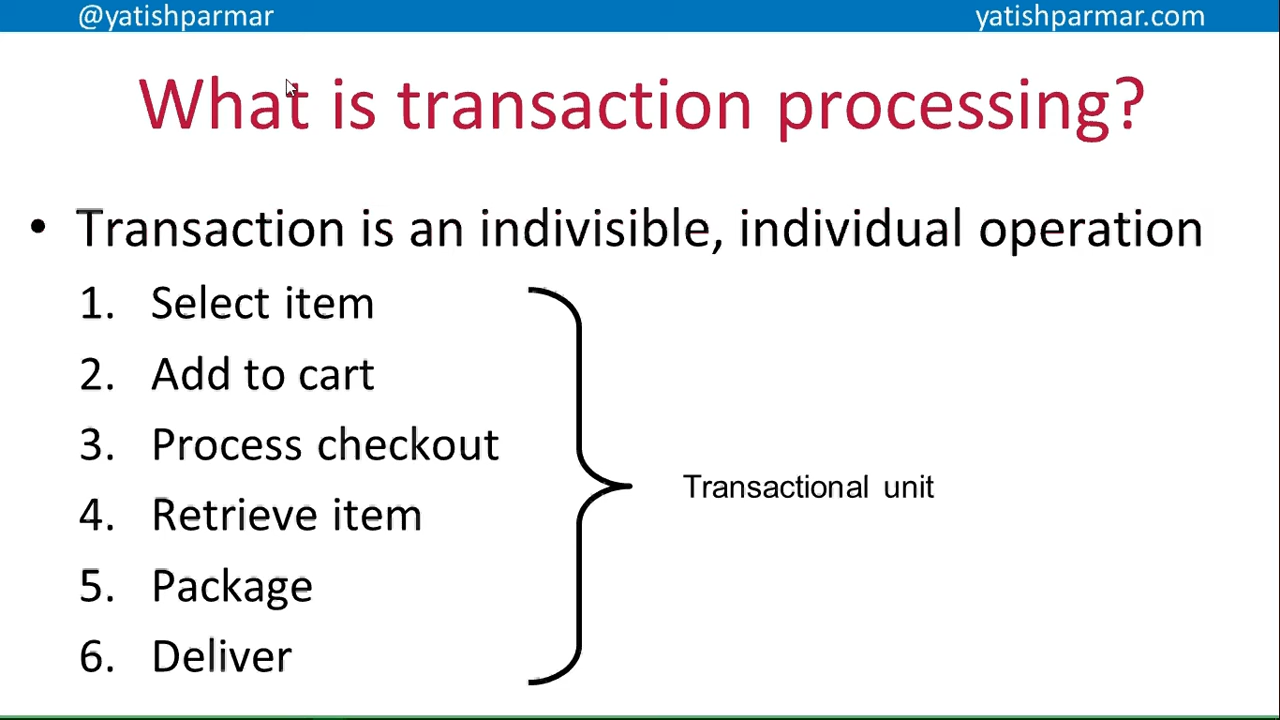 @yatishparmar
yatishparmar.com
What is transaction processing?
• Transaction is an indivisible, individual operation
1. Select item
2. Add to cart
3. Process checkout
4. Retrieve item
5. Package
6. Deliver
Transactional unit